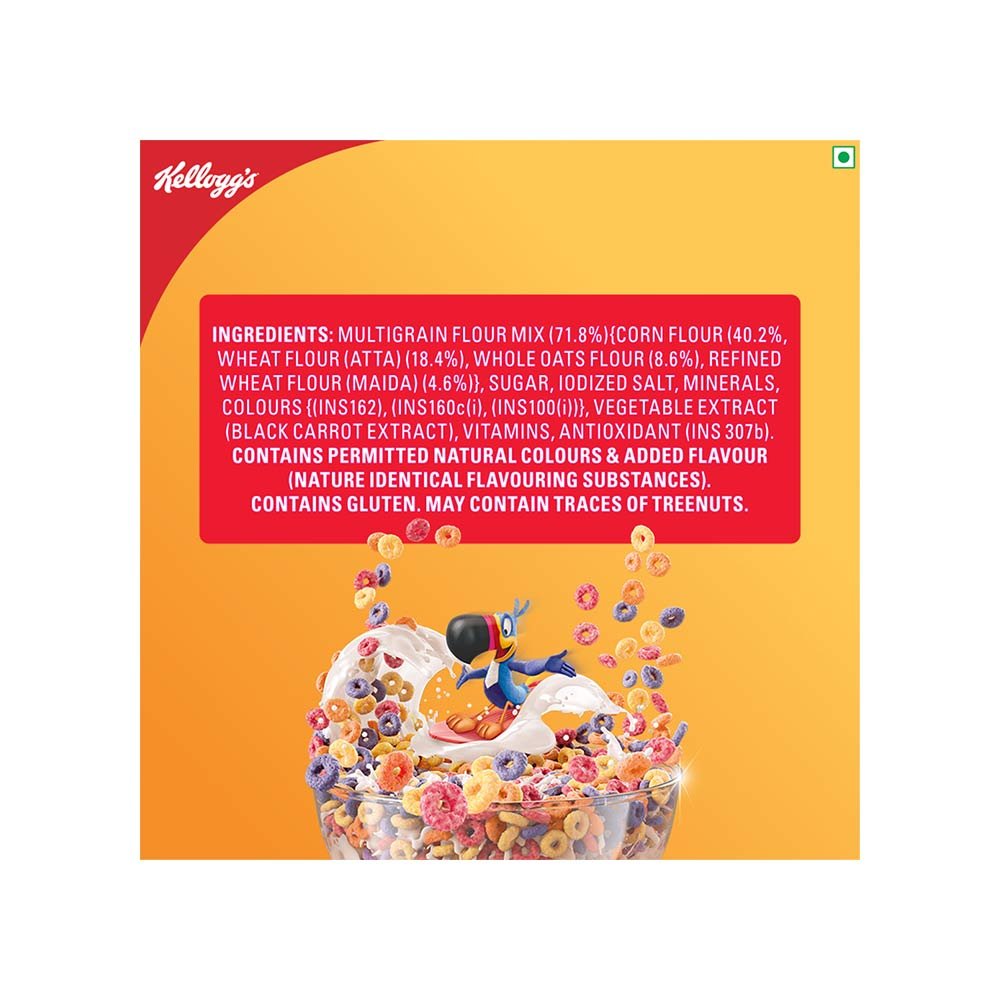 Kellogg's
INGREDIENTS: MULTIGRAIN FLOUR MIX (71.8%){CORN FLOUR (40.2%,
WHEAT FLOUR (ATTA) (18.4%), WHOLE OATS FLOUR (8.6%), REFINED
WHEAT FLOUR (MAIDA) (4.6%)}, SUGAR, IODIZED SALT, MINERALS,
COLOURS {(INS162), (INS160c(i), (INS100(i))}, VEGETABLE EXTRACT
(BLACK CARROT EXTRACT), VITAMINS, ANTIOXIDANT (INS 307b).
CONTAINS PERMITTED NATURAL COLOURS & ADDED FLAVOUR
(NATURE IDENTICAL FLAVOURING SUBSTANCES).
CONTAINS GLUTEN. MAY CONTAIN TRACES OF TREENUTS.